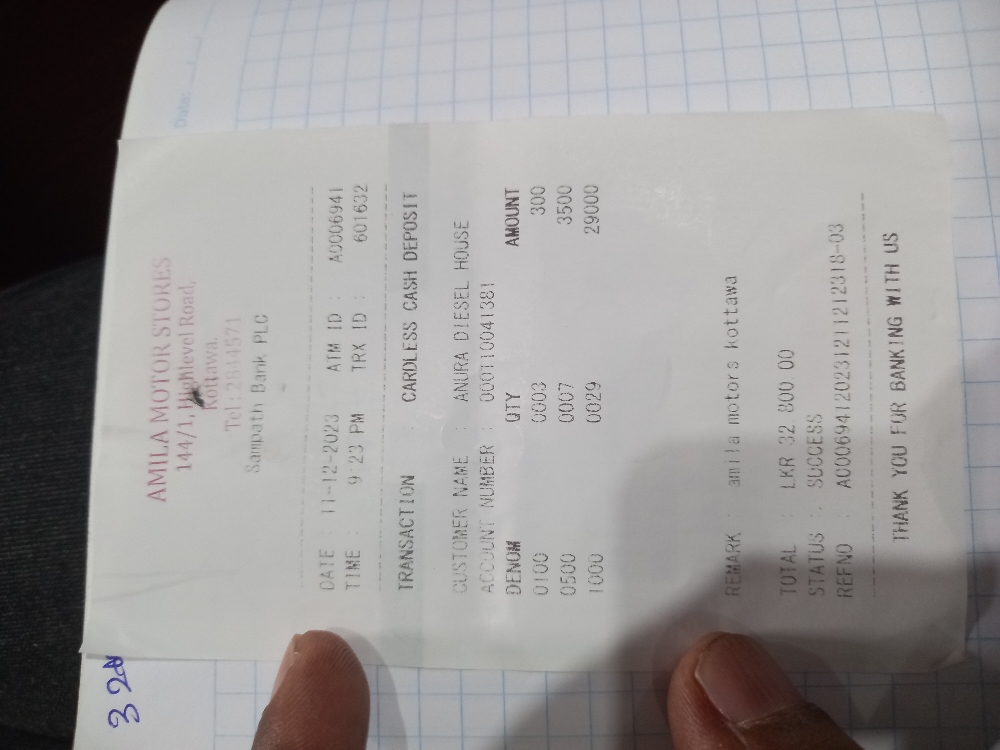 AMILA MOTOR STORES
144/1, Highlevel Road,
Kottawa.
Tel : 2814571
Sampath Bank PLC
DATE : 11-12-2023 ATM ID : A0006941
TIME : 9 23 PM TRX ID : 601632
TRANSACTION : CARDLESS CASH DEPOSIT
CUSTOMER NAME : ANURA DIESEL HOUSE
ACCOUNT NUMBER : 000110041381
DENOM QTY AMOUNT
0100 0003 300
0500 0007 3500
1000 0029 29000
REMARK : amila motors kottawa
TOTAL : LKR 32 800 00
STATUS : SUCCESS
REFNO : A0006941202312111212318-03
THANK YOU FOR BANKING WITH US